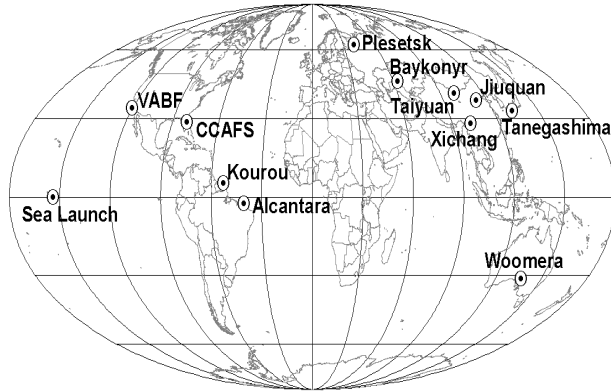 Plesetsk
Baykonyr
VABF
Jiuquan
Taiyuan
CCAFS
Tanegashima
Xichang
Kourou
Sea Launch
Alcantara
Woomera